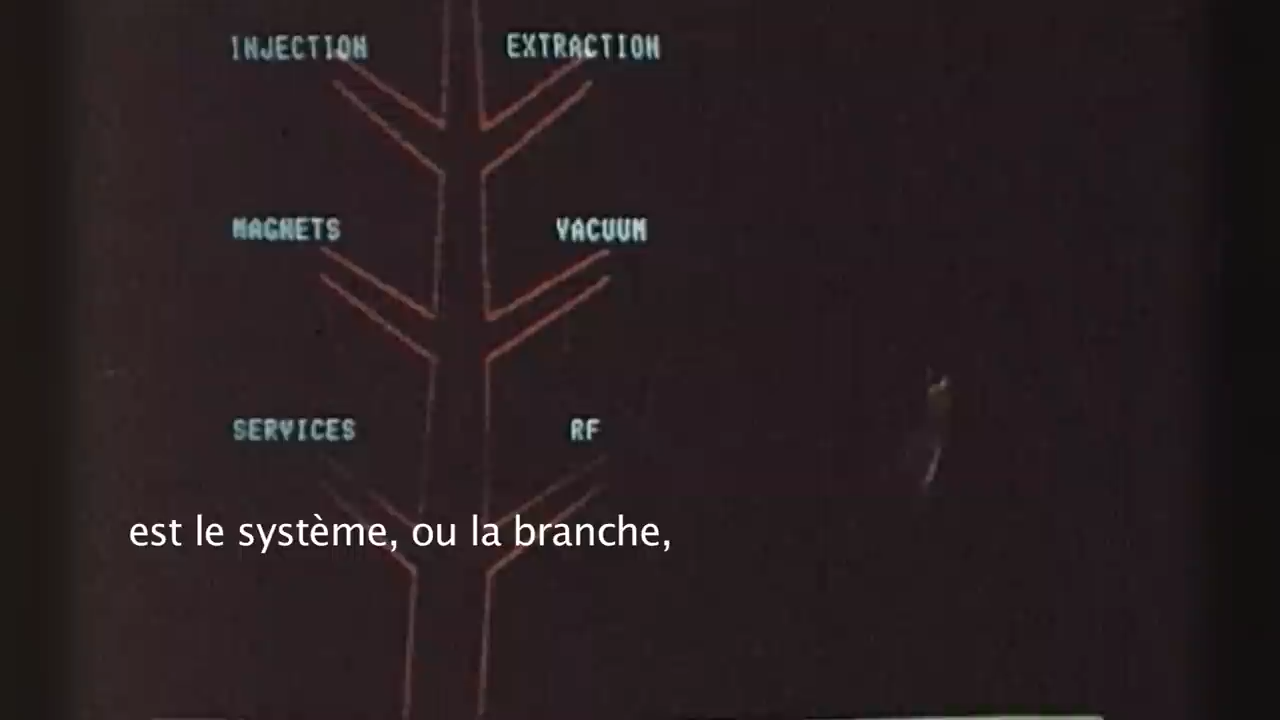 INJECTION EXTRACTION
MAGNETS VACUUM
SERVICES RF
est le système, ou la branche,